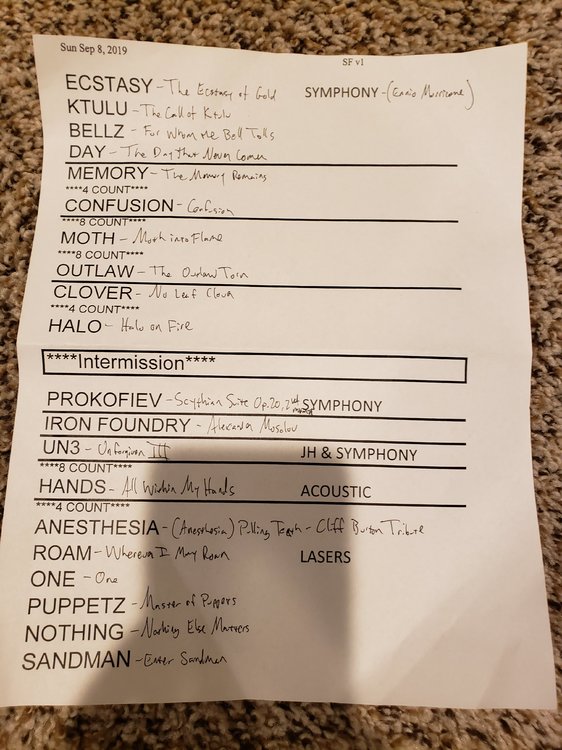 Sun Sep 8, 2019
SF v1
ECSTASY - The Ecstasy of Gold SYMPHONY - (Ennio Morricone)
KTULU - The Call of Ktulu
BELLZ - For Whom the Bell Tolls
DAY - The Day that Never Comes
MEMORY - The Memory Remains
****4 COUNT****
CONFUSION - Confusion
****8 COUNT****
MOTH - Moth into Flame
****8 COUNT****
OUTLAW - The Outlaw Torn
CLOVER - No Leaf Clover
****4 COUNT****
HALO - Halo on Fire
****Intermission****
PROKOFIEV - Scythian Suite Op.20, 2nd SYMPHONY
IRON FOUNDRY - Alexander Mosolov
UN3 - Unforgiven III JH & SYMPHONY
****8 COUNT****
HANDS - All Within My Hands ACOUSTIC
****4 COUNT****
ANESTHESIA - (Anesthesia) Pulling Teeth - Cliff Burton Tribute
ROAM - Wherever I May Roam LASERS
ONE - One
PUPPETZ - Master of Puppets
NOTHING - Nothing Else Matters
SANDMAN - Enter Sandman